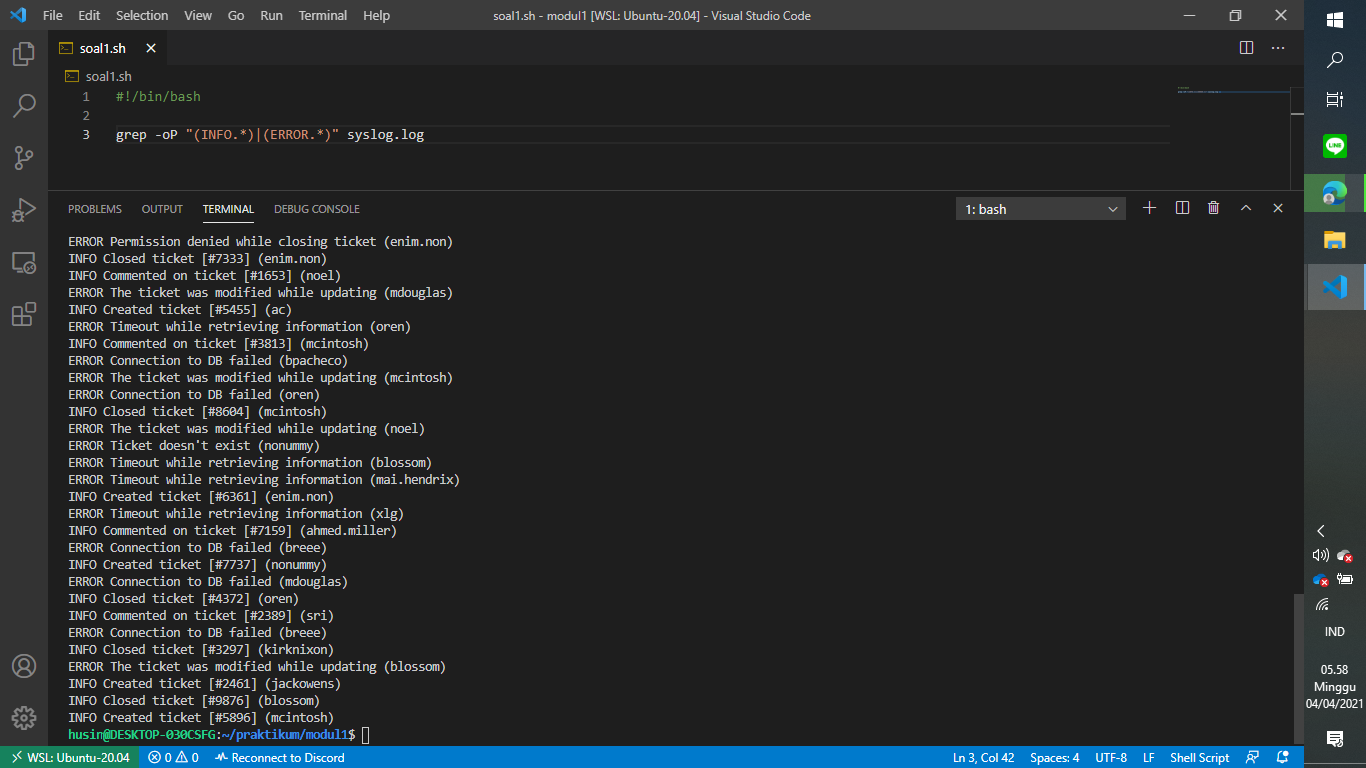 File Edit Selection View Go Run Terminal Help soal1.sh - modul1 [WSL: Ubuntu-20.04] - Visual Studio Code
soal1.sh
soal1.sh
1 #!/bin/bash
2
3 grep -oP "(INFO.*)|(ERROR.*)" syslog.log
PROBLEMS OUTPUT TERMINAL DEBUG CONSOLE 1: bash
ERROR Permission denied while closing ticket (enim.non)
INFO Closed ticket [#7333] (enim.non)
INFO Commented on ticket [#1653] (noel)
ERROR The ticket was modified while updating (mdouglas)
INFO Created ticket [#5455] (ac)
ERROR Timeout while retrieving information (oren)
INFO Commented on ticket [#3813] (mcintosh)
ERROR Connection to DB failed (bpacheco)
ERROR The ticket was modified while updating (mcintosh)
ERROR Connection to DB failed (oren)
INFO Closed ticket [#8604] (mcintosh)
ERROR The ticket was modified while updating (noel)
ERROR Ticket doesn't exist (nonummy)
ERROR Timeout while retrieving information (blossom)
ERROR Timeout while retrieving information (mai.hendrix)
INFO Created ticket [#6361] (enim.non)
ERROR Timeout while retrieving information (xlg)
INFO Commented on ticket [#7159] (ahmed.miller)
ERROR Connection to DB failed (breee)
INFO Created ticket [#7737] (nonummy)
ERROR Connection to DB failed (mdouglas)
INFO Closed ticket [#4372] (oren)
INFO Commented on ticket [#2389] (sri)
ERROR Connection to DB failed (breee)
INFO Closed ticket [#3297] (kirknixon)
ERROR The ticket was modified while updating (blossom)
INFO Created ticket [#2461] (jackowens)
INFO Closed ticket [#9876] (blossom)
INFO Created ticket [#5896] (mcintosh)
husin@DESKTOP-030CSFG:~/praktikum/modul1$
WSL: Ubuntu-20.04 0 0 Reconnect to Discord Ln 3, Col 42 Spaces: 4 UTF-8 LF Shell Script
LINE
IND
05.58
Minggu
04/04/2021